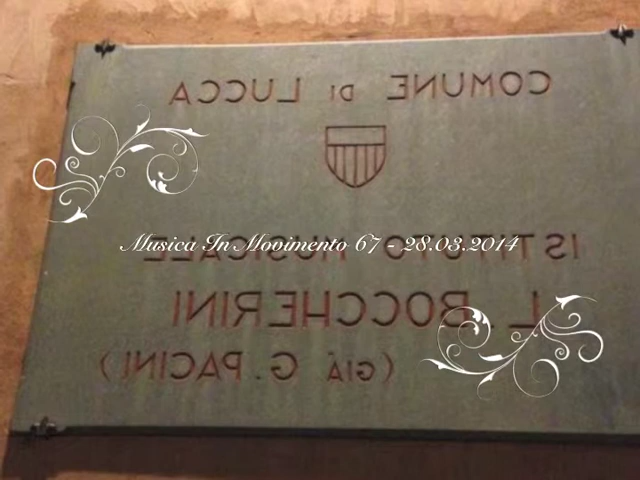 COMUNE DI LUCCA
Musica In Movimento 67 - 28.03.2014
ISTITUTO MUSICALE
L. BOCCHERINI
(GIÀ G. PACINI)